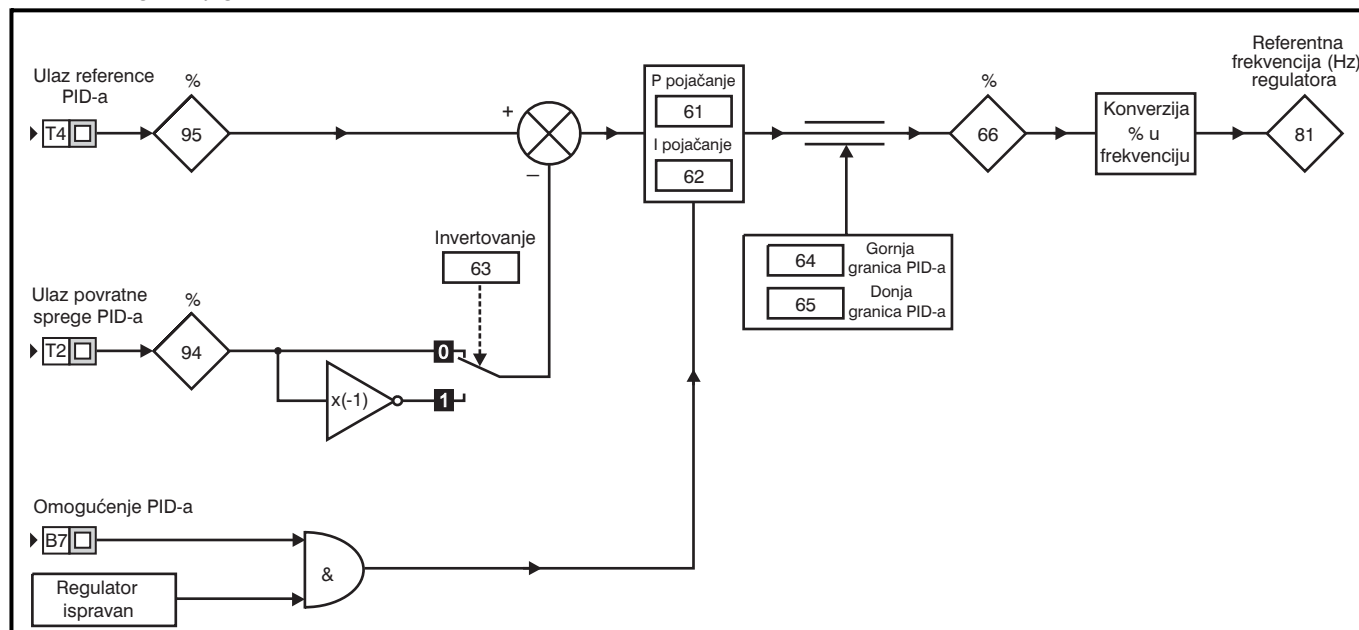 Ulaz reference
PID-a
%
T4
95
+
–
P pojačanje
61
I pojačanje
62
%
66
Konverzija
% u
frekvenciju
Referentna
frekvencija (Hz)
regulatora
81
Invertovanje
63
64
Gornja
granica PID-a
65
Donja
granica PID-a
Ulaz povratne
sprege PID-a
%
T2
94
0
x(-1)
1
Omogućenje PID-a
B7
&
Regulator
ispravan